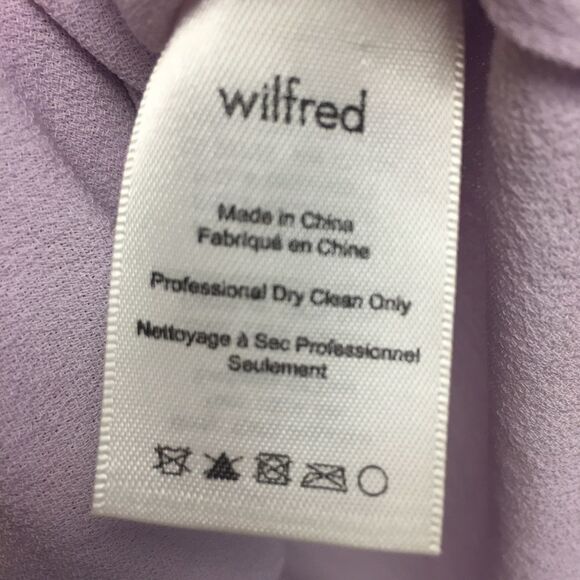 wilfred
Made in China
Fabriqué en Chine
Professional Dry Clean Only
Nettoyage à Sec Professionnel
Seulement